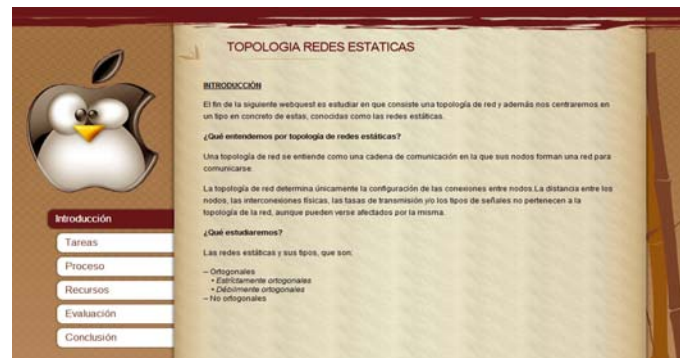 TOPOLOGIA REDES ESTATICAS
INTRODUCCIÓN
El fin de la siguiente webquest es estudiar en que consiste una topología de red y además nos centraremos en
un tipo en concreto de estas, conocidas como las redes estáticas.
¿Qué entendemos por topología de redes estáticas?
Una topología de red se entiende como una cadena de comunicación en la que sus nodos forman una red para
comunicarse.
La topología de red determina únicamente la configuración de las conexiones entre nodos.La distancia entre los
nodos, las interconexiones físicas, las tasas de transmisión y/o los tipos de señales no pertenecen a la
topología de la red, aunque pueden verse afectados por la misma.
¿Qué estudiaremos?
Las redes estáticas y sus tipos, que son:
– Ortogonales
• Estrictamente ortogonales
• Débilmente ortogonales
– No ortogonales
Introducción
Tareas
Proceso
Recursos
Evaluación
Conclusión